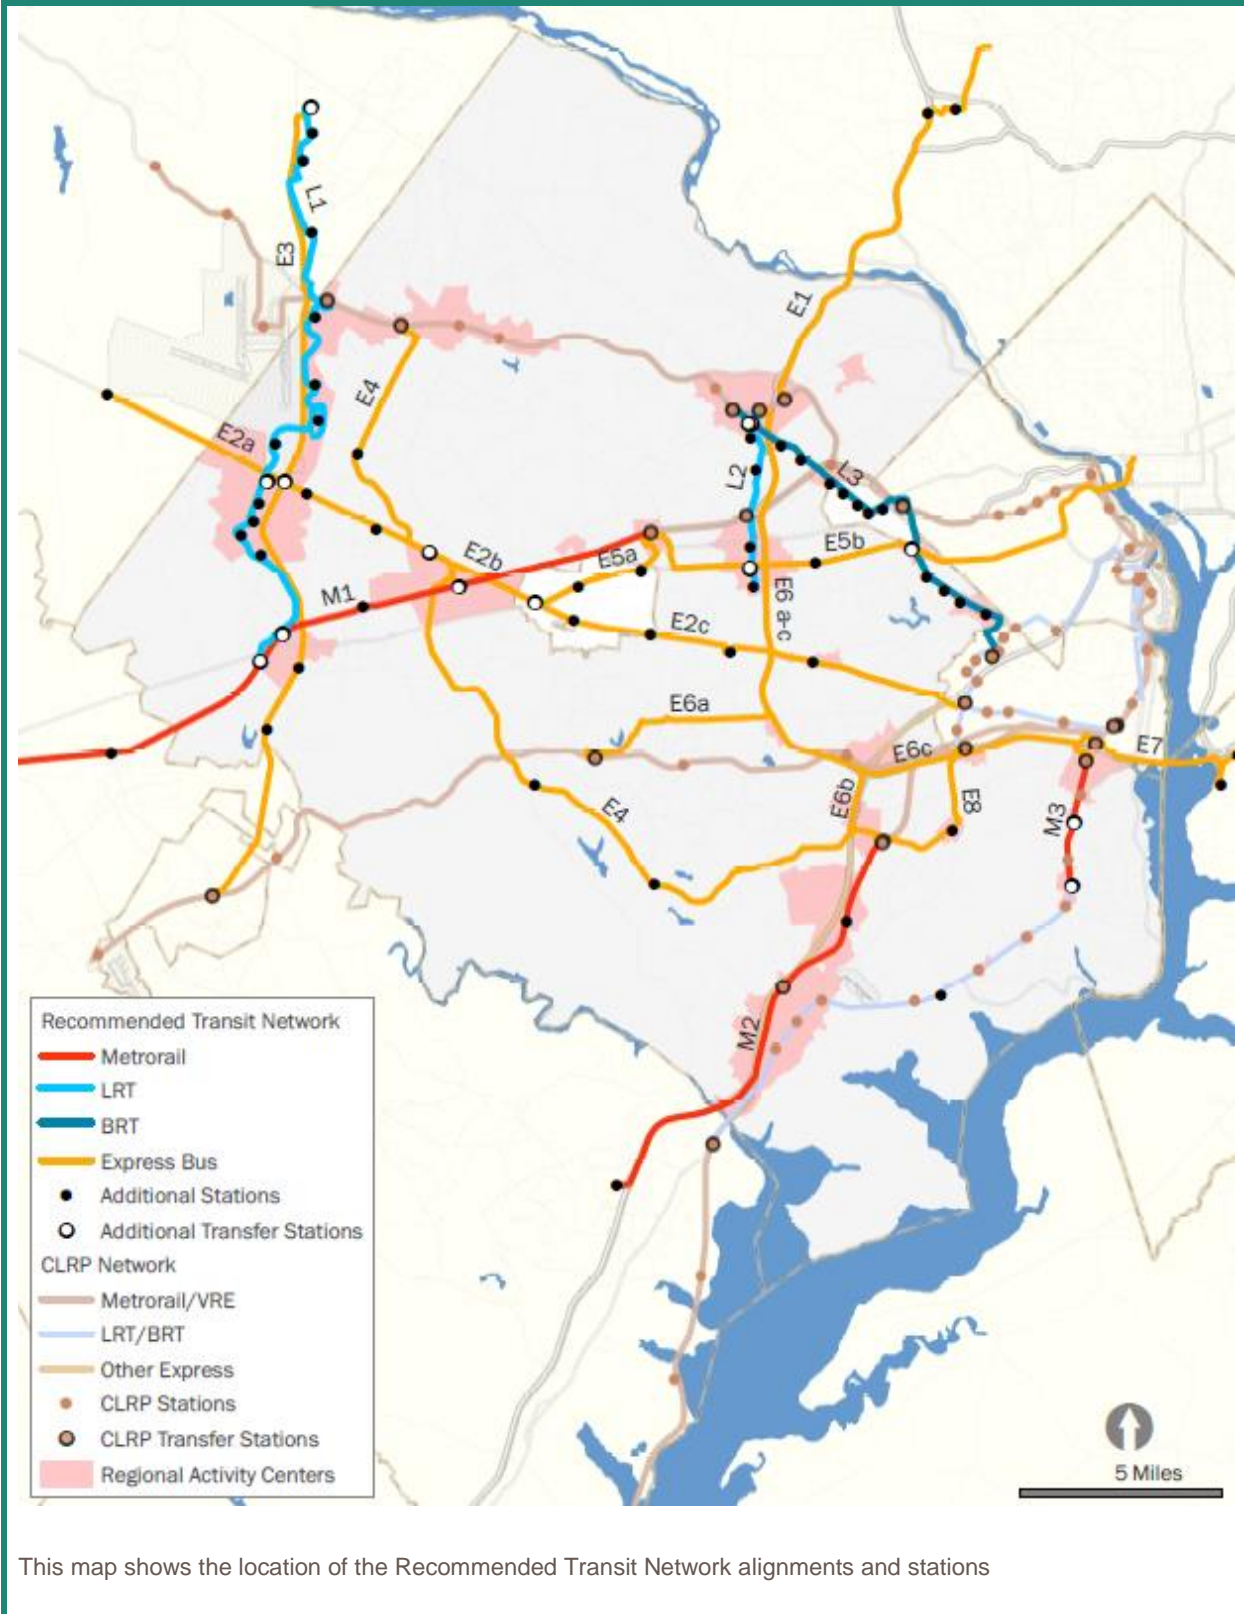 L1
E3
E1
E4
E2a
L2
L3
E2b
E5a
E5b
M1
E6 a-c
E2c
E6a
E6c
E7
E6b
E8
E4
M3
M2
Recommended Transit Network
Metrorail
LRT
BRT
Express Bus
Additional Stations
Additional Transfer Stations
CLRP Network
Metrorail/VRE
LRT/BRT
Other Express
CLRP Stations
CLRP Transfer Stations
Regional Activity Centers
5 Miles
This map shows the location of the Recommended Transit Network alignments and stations